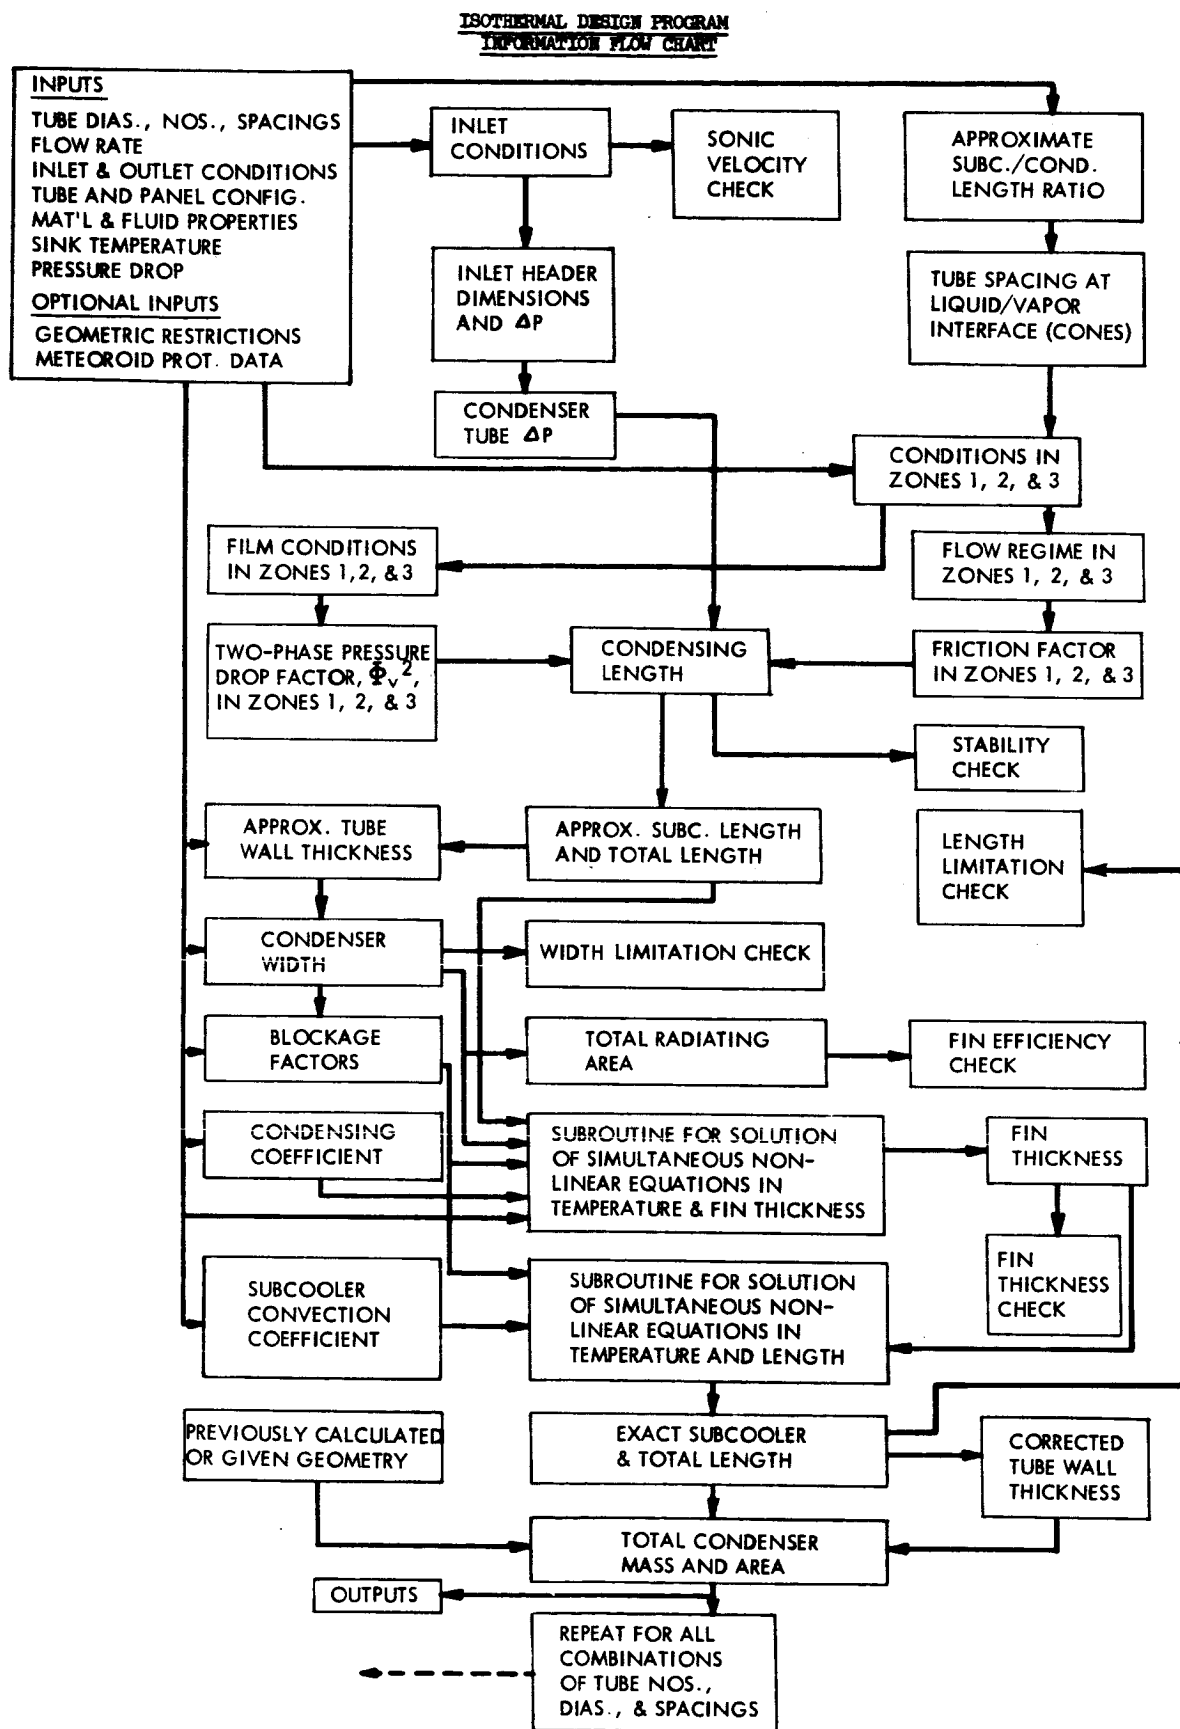 ISOTHERMAL DESIGN PROGRAM
INFORMATION FLOW CHART
INPUTS
TUBE DIAS., NOS., SPACINGS
FLOW RATE
INLET & OUTLET CONDITIONS
TUBE AND PANEL CONFIG.
MAT'L & FLUID PROPERTIES
SINK TEMPERATURE
PRESSURE DROP
OPTIONAL INPUTS
GEOMETRIC RESTRICTIONS
METEOROID PROT. DATA
INLET
CONDITIONS
SONIC
VELOCITY
CHECK
APPROXIMATE
SUBC./COND.
LENGTH RATIO
INLET HEADER
DIMENSIONS
AND ΔP
TUBE SPACING AT
LIQUID/VAPOR
INTERFACE (CONES)
CONDENSER
TUBE ΔP
CONDITIONS IN
ZONES 1, 2, & 3
FILM CONDITIONS
IN ZONES 1, 2, & 3
FLOW REGIME IN
ZONES 1, 2, & 3
TWO-PHASE PRESSURE
DROP FACTOR, Φv²,
IN ZONES 1, 2, & 3
CONDENSING
LENGTH
FRICTION FACTOR
IN ZONES 1, 2, & 3
STABILITY
CHECK
APPROX. TUBE
WALL THICKNESS
APPROX. SUBC. LENGTH
AND TOTAL LENGTH
LENGTH
LIMITATION
CHECK
CONDENSER
WIDTH
WIDTH LIMITATION CHECK
BLOCKAGE
FACTORS
TOTAL RADIATING
AREA
FIN EFFICIENCY
CHECK
CONDENSING
COEFFICIENT
SUBROUTINE FOR SOLUTION
OF SIMULTANEOUS NON-
LINEAR EQUATIONS IN
TEMPERATURE & FIN THICKNESS
FIN
THICKNESS
SUBCOOLER
CONVECTION
COEFFICIENT
SUBROUTINE FOR SOLUTION
OF SIMULTANEOUS NON-
LINEAR EQUATIONS IN
TEMPERATURE AND LENGTH
FIN
THICKNESS
CHECK
PREVIOUSLY CALCULATED
OR GIVEN GEOMETRY
EXACT SUBCOOLER
& TOTAL LENGTH
CORRECTED
TUBE WALL
THICKNESS
TOTAL CONDENSER
MASS AND AREA
OUTPUTS
REPEAT FOR ALL
COMBINATIONS
OF TUBE NOS.,
DIAS., & SPACINGS